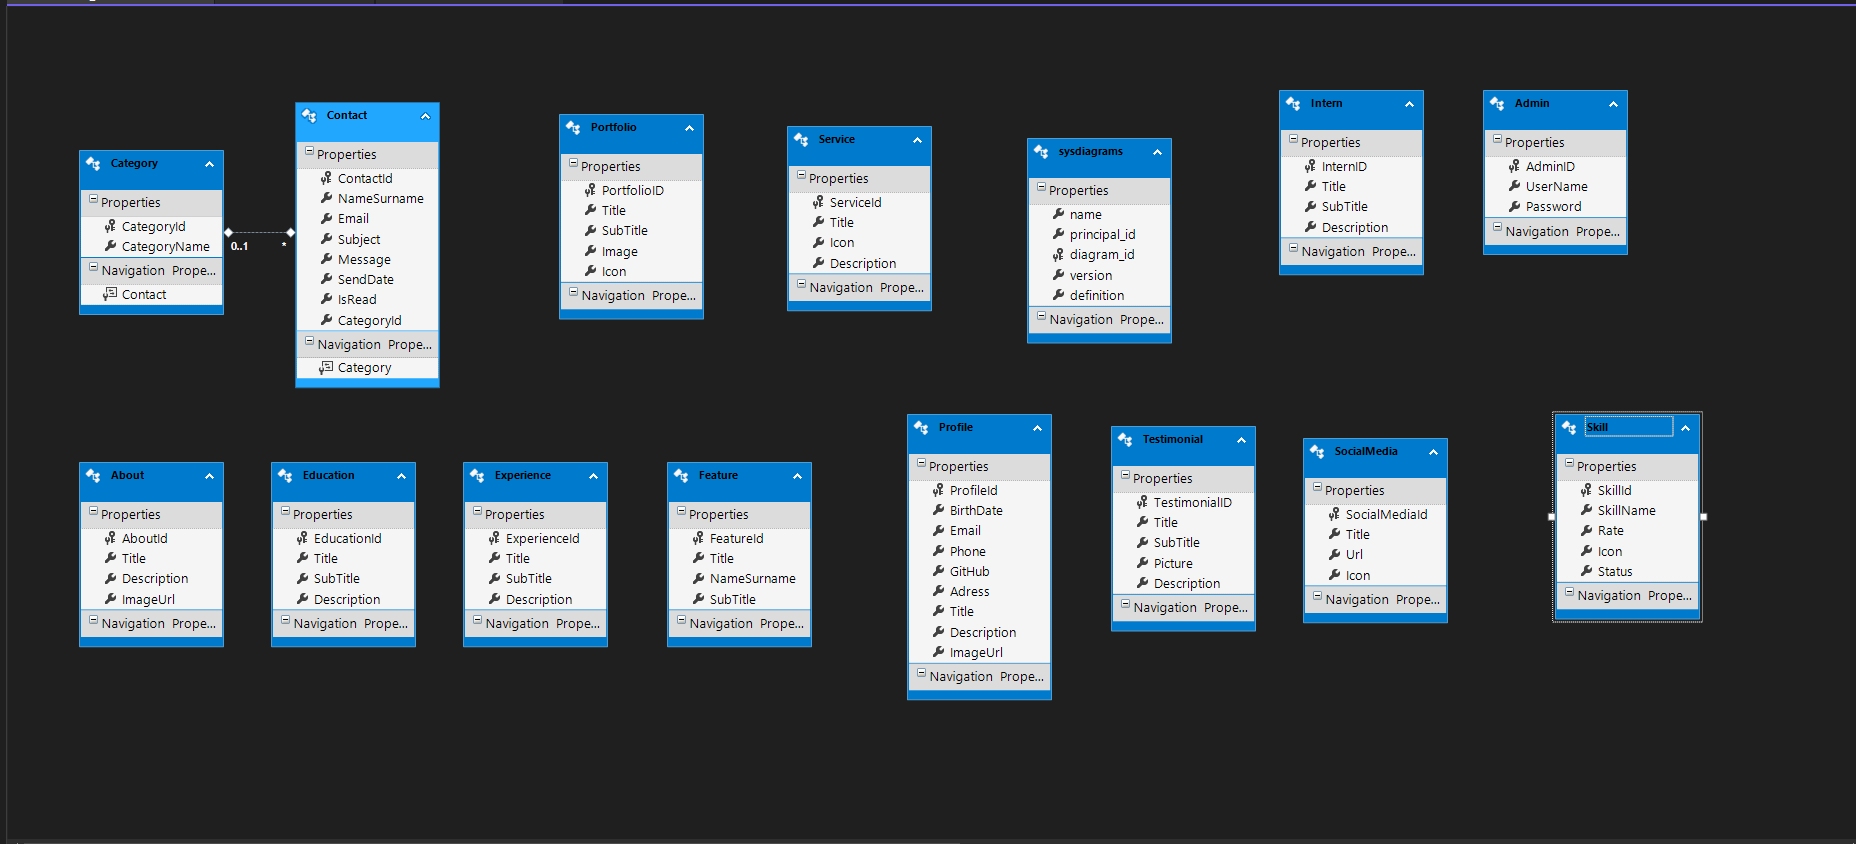 Category
Properties
CategoryId
CategoryName
Navigation Prope...
Contact
0..1
*
Contact
Properties
ContactId
NameSurname
Email
Subject
Message
SendDate
IsRead
CategoryId
Navigation Prope...
Category
Portfolio
Properties
PortfolioID
Title
SubTitle
Image
Icon
Navigation Prope...
Service
Properties
ServiceId
Title
Icon
Description
Navigation Prope...
sysdiagrams
Properties
name
principal_id
diagram_id
version
definition
Navigation Prope...
Intern
Properties
InternID
Title
SubTitle
Description
Navigation Prope...
Admin
Properties
AdminID
UserName
Password
Navigation Prope...
About
Properties
AboutId
Title
Description
ImageUrl
Navigation Prope...
Education
Properties
EducationId
Title
SubTitle
Description
Navigation Prope...
Experience
Properties
ExperienceId
Title
SubTitle
Description
Navigation Prope...
Feature
Properties
FeatureId
Title
NameSurname
SubTitle
Navigation Prope...
Profile
Properties
ProfileId
BirthDate
Email
Phone
GitHub
Adress
Title
Description
ImageUrl
Navigation Prope...
Testimonial
Properties
TestimonialID
Title
SubTitle
Picture
Description
Navigation Prope...
SocialMedia
Properties
SocialMediaId
Title
Url
Icon
Navigation Prope...
Skill
Properties
SkillId
SkillName
Rate
Icon
Status
Navigation Prope...